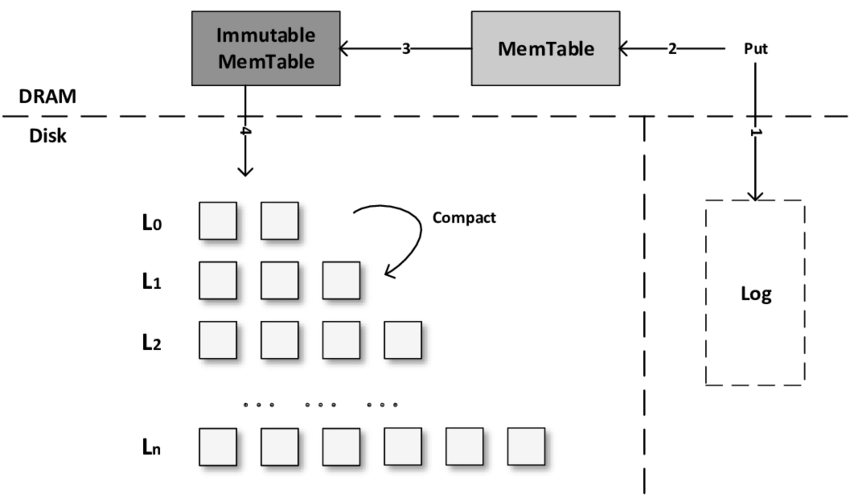 Immutable
MemTable
3
MemTable
2
Put
DRAM
Disk
4
1
L0
Compact
L1
Log
L2
... ... ...
Ln